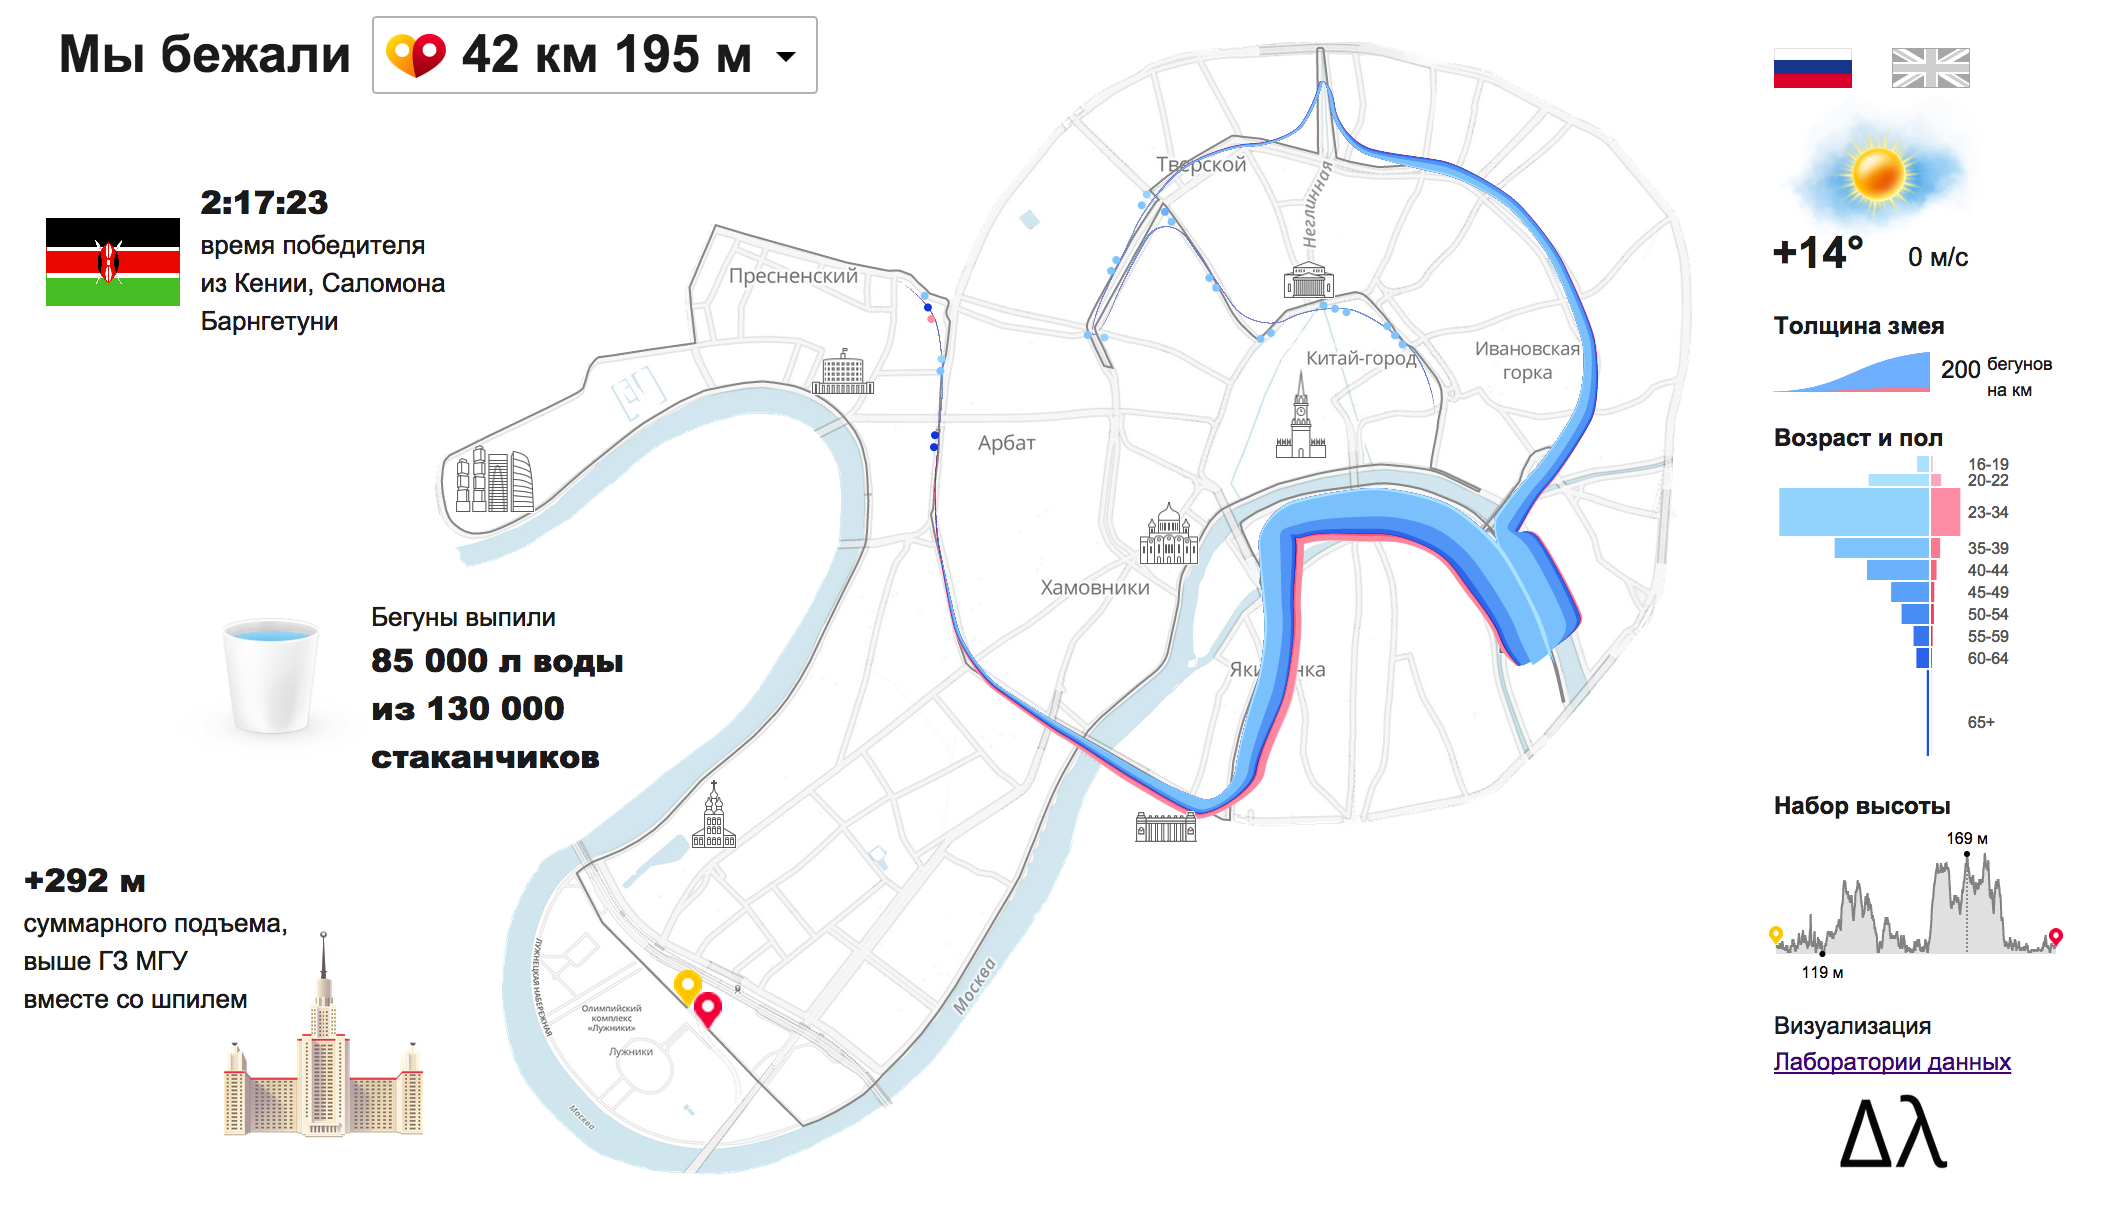 Мы бежали
42 км 195 м
2:17:23
время победителя
из Кении, Саломона
Барнгетуни
Бегуны выпили
85 000 л воды
из 130 000
стаканчиков
+292 м
суммарного подъема,
выше ГЗ МГУ
вместе со шпилем
Тверской
Неглинная
Пресненский
Китай-город
Ивановская
горка
Арбат
Хамовники
Якиманка
Москва
ЛУЖНЕЦКАЯ НАБЕРЕЖНАЯ
Олимпийский
комплекс
«Лужники»
Лужники
Москва
+14°
0 м/с
Толщина змея
200 бегунов
на км
Возраст и пол
16-19
20-22
23-34
35-39
40-44
45-49
50-54
55-59
60-64
65+
Набор высоты
169 м
119 м
Визуализация
Лаборатории данных
Δλ